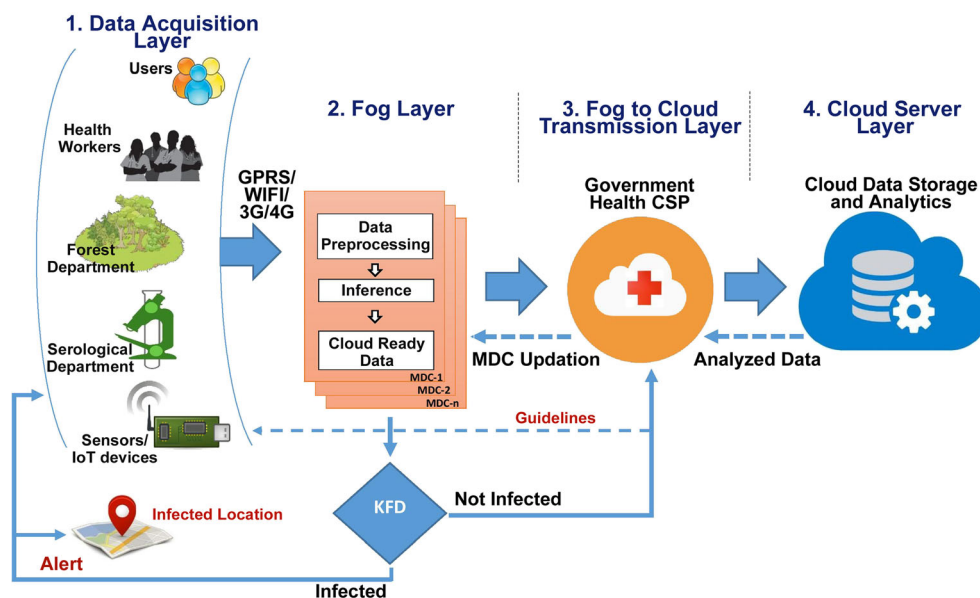 1. Data Acquisition
Layer
Users
Health
Workers
Forest
Department
Serological
Department
Sensors/
IoT devices
Infected Location
Alert
GPRS/
WIFI/
3G/4G
2. Fog Layer
Data
Preprocessing
Inference
Cloud Ready
Data
MDC-1
MDC-2
MDC-n
KFD
Not Infected
Infected
Guidelines
3. Fog to Cloud
Transmission Layer
Government
Health CSP
MDC Updation
Analyzed Data
4. Cloud Server
Layer
Cloud Data Storage
and Analytics